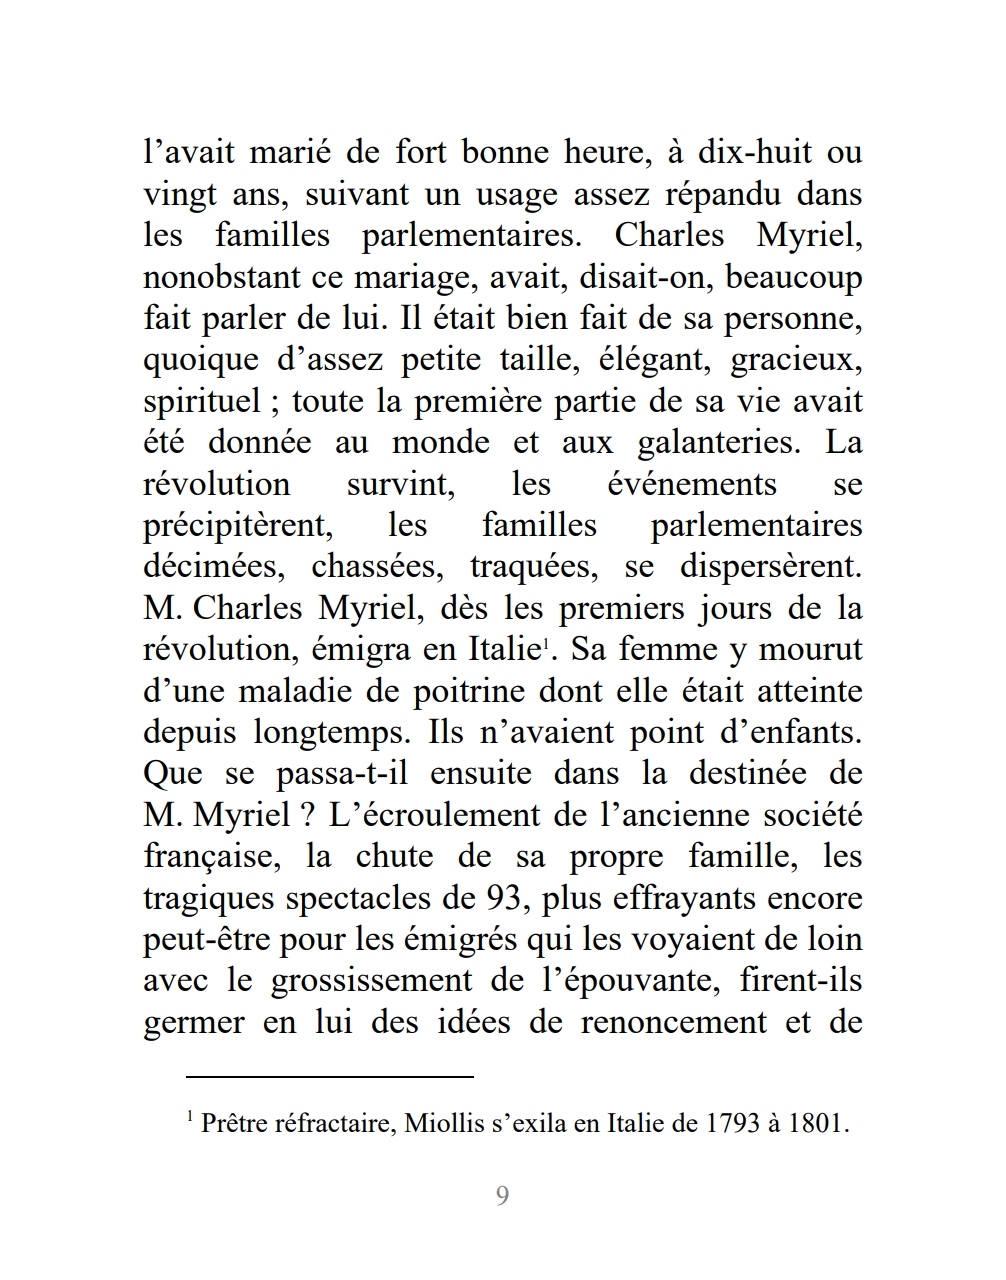 l’avait marié de fort bonne heure, à dix-huit ou
vingt ans, suivant un usage assez répandu dans
les familles parlementaires. Charles Myriel,
nonobstant ce mariage, avait, disait-on, beaucoup
fait parler de lui. Il était bien fait de sa personne,
quoique d’assez petite taille, élégant, gracieux,
spirituel ; toute la première partie de sa vie avait
été donnée au monde et aux galanteries. La
révolution survint, les événements se
précipitèrent, les familles parlementaires
décimées, chassées, traquées, se dispersèrent.
M. Charles Myriel, dès les premiers jours de la
révolution, émigra en Italie¹. Sa femme y mourut
d’une maladie de poitrine dont elle était atteinte
depuis longtemps. Ils n’avaient point d’enfants.
Que se passa-t-il ensuite dans la destinée de
M. Myriel ? L’écroulement de l’ancienne société
française, la chute de sa propre famille, les
tragiques spectacles de 93, plus effrayants encore
peut-être pour les émigrés qui les voyaient de loin
avec le grossissement de l’épouvante, firent-ils
germer en lui des idées de renoncement et de
¹ Prêtre réfractaire, Miollis s’exila en Italie de 1793 à 1801.
9